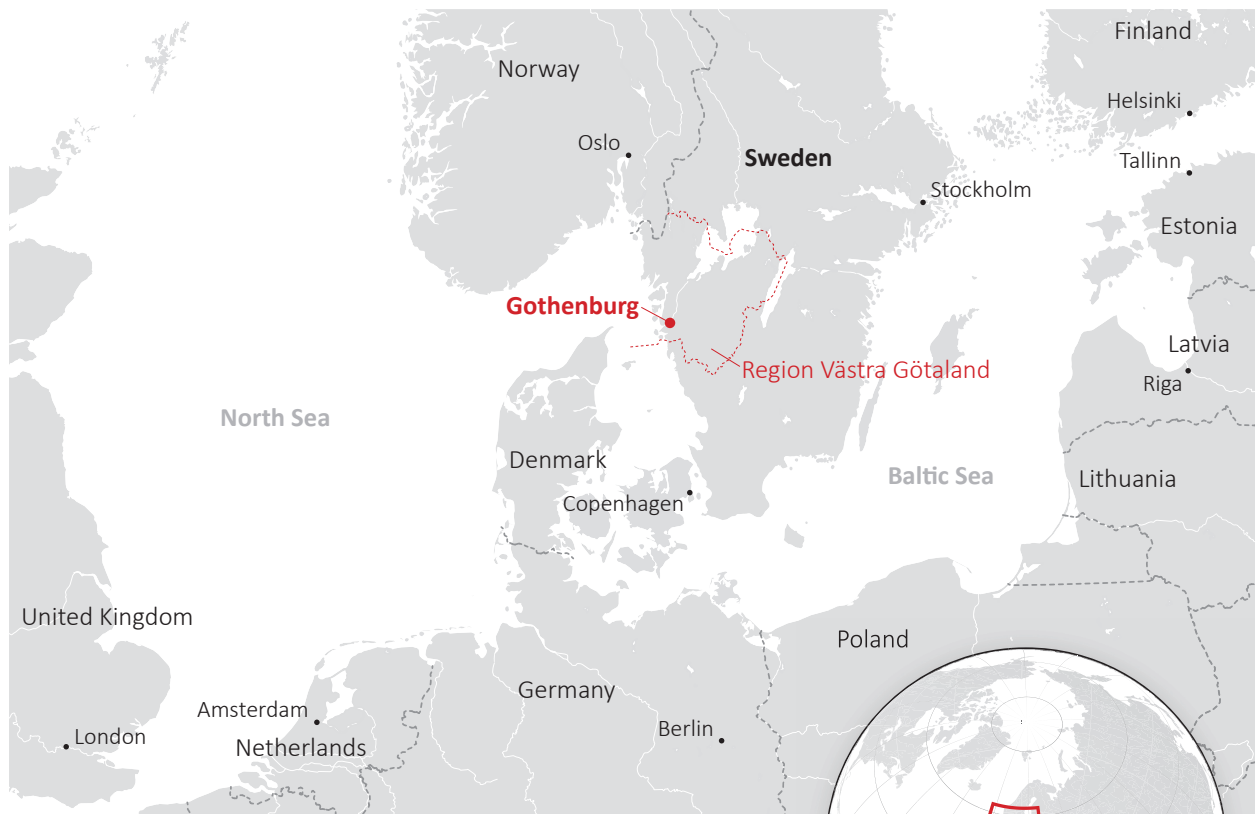 Finland
Norway
Helsinki
Oslo
Sweden
Tallinn
Stockholm
Estonia
Gothenburg
Latvia
Region Västra Götaland
Riga
North Sea
Denmark
Baltic Sea
Lithuania
Copenhagen
United Kingdom
Poland
Germany
Amsterdam
Berlin
London
Netherlands